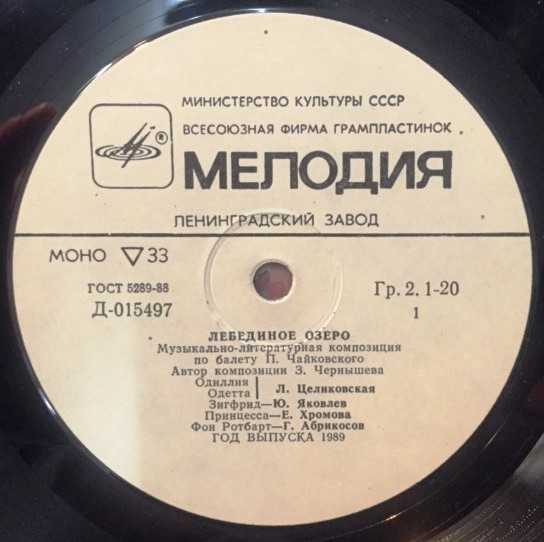 МИНИСТЕРСТВО КУЛЬТУРЫ СССР
ВСЕСОЮЗНАЯ ФИРМА ГРАМПЛАСТИНОК
®
МЕЛОДИЯ
ЛЕНИНГРАДСКИЙ ЗАВОД
МОНО ▽ 33
ГОСТ 5289-88
Гр. 2. 1-20
Д-015497
1
ЛЕБЕДИНОЕ ОЗЕРО
Музыкально-литературная композиция
по балету П. Чайковского
Автор композиции З. Чернышева
Одиллия
Одетта | Л. Целиковская
Зигфрид—Ю. Яковлев
Принцесса—Е. Хромова
Фон Ротбарт—Г. Абрикосов
ГОД ВЫПУСКА 1989